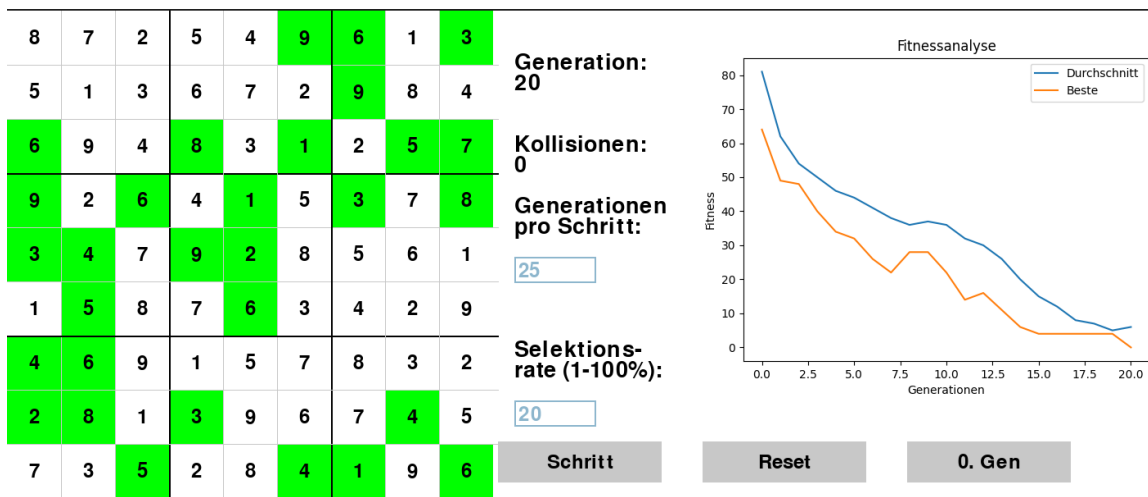 8 7 2 5 4 9 6 1 3
5 1 3 6 7 2 9 8 4
6 9 4 8 3 1 2 5 7
9 2 6 4 1 5 3 7 8
3 4 7 9 2 8 5 6 1
1 5 8 7 6 3 4 2 9
4 6 9 1 5 7 8 3 2
2 8 1 3 9 6 7 4 5
7 3 5 2 8 4 1 9 6
Generation:
20
Kollisionen:
0
Generationen
pro Schritt:
25
Selektions-
rate (1-100%):
20
Schritt
Reset
0. Gen
Fitnessanalyse
Durchschnitt
Beste
Fitness
80
70
60
50
40
30
20
10
0
0.0 2.5 5.0 7.5 10.0 12.5 15.0 17.5 20.0
Generationen